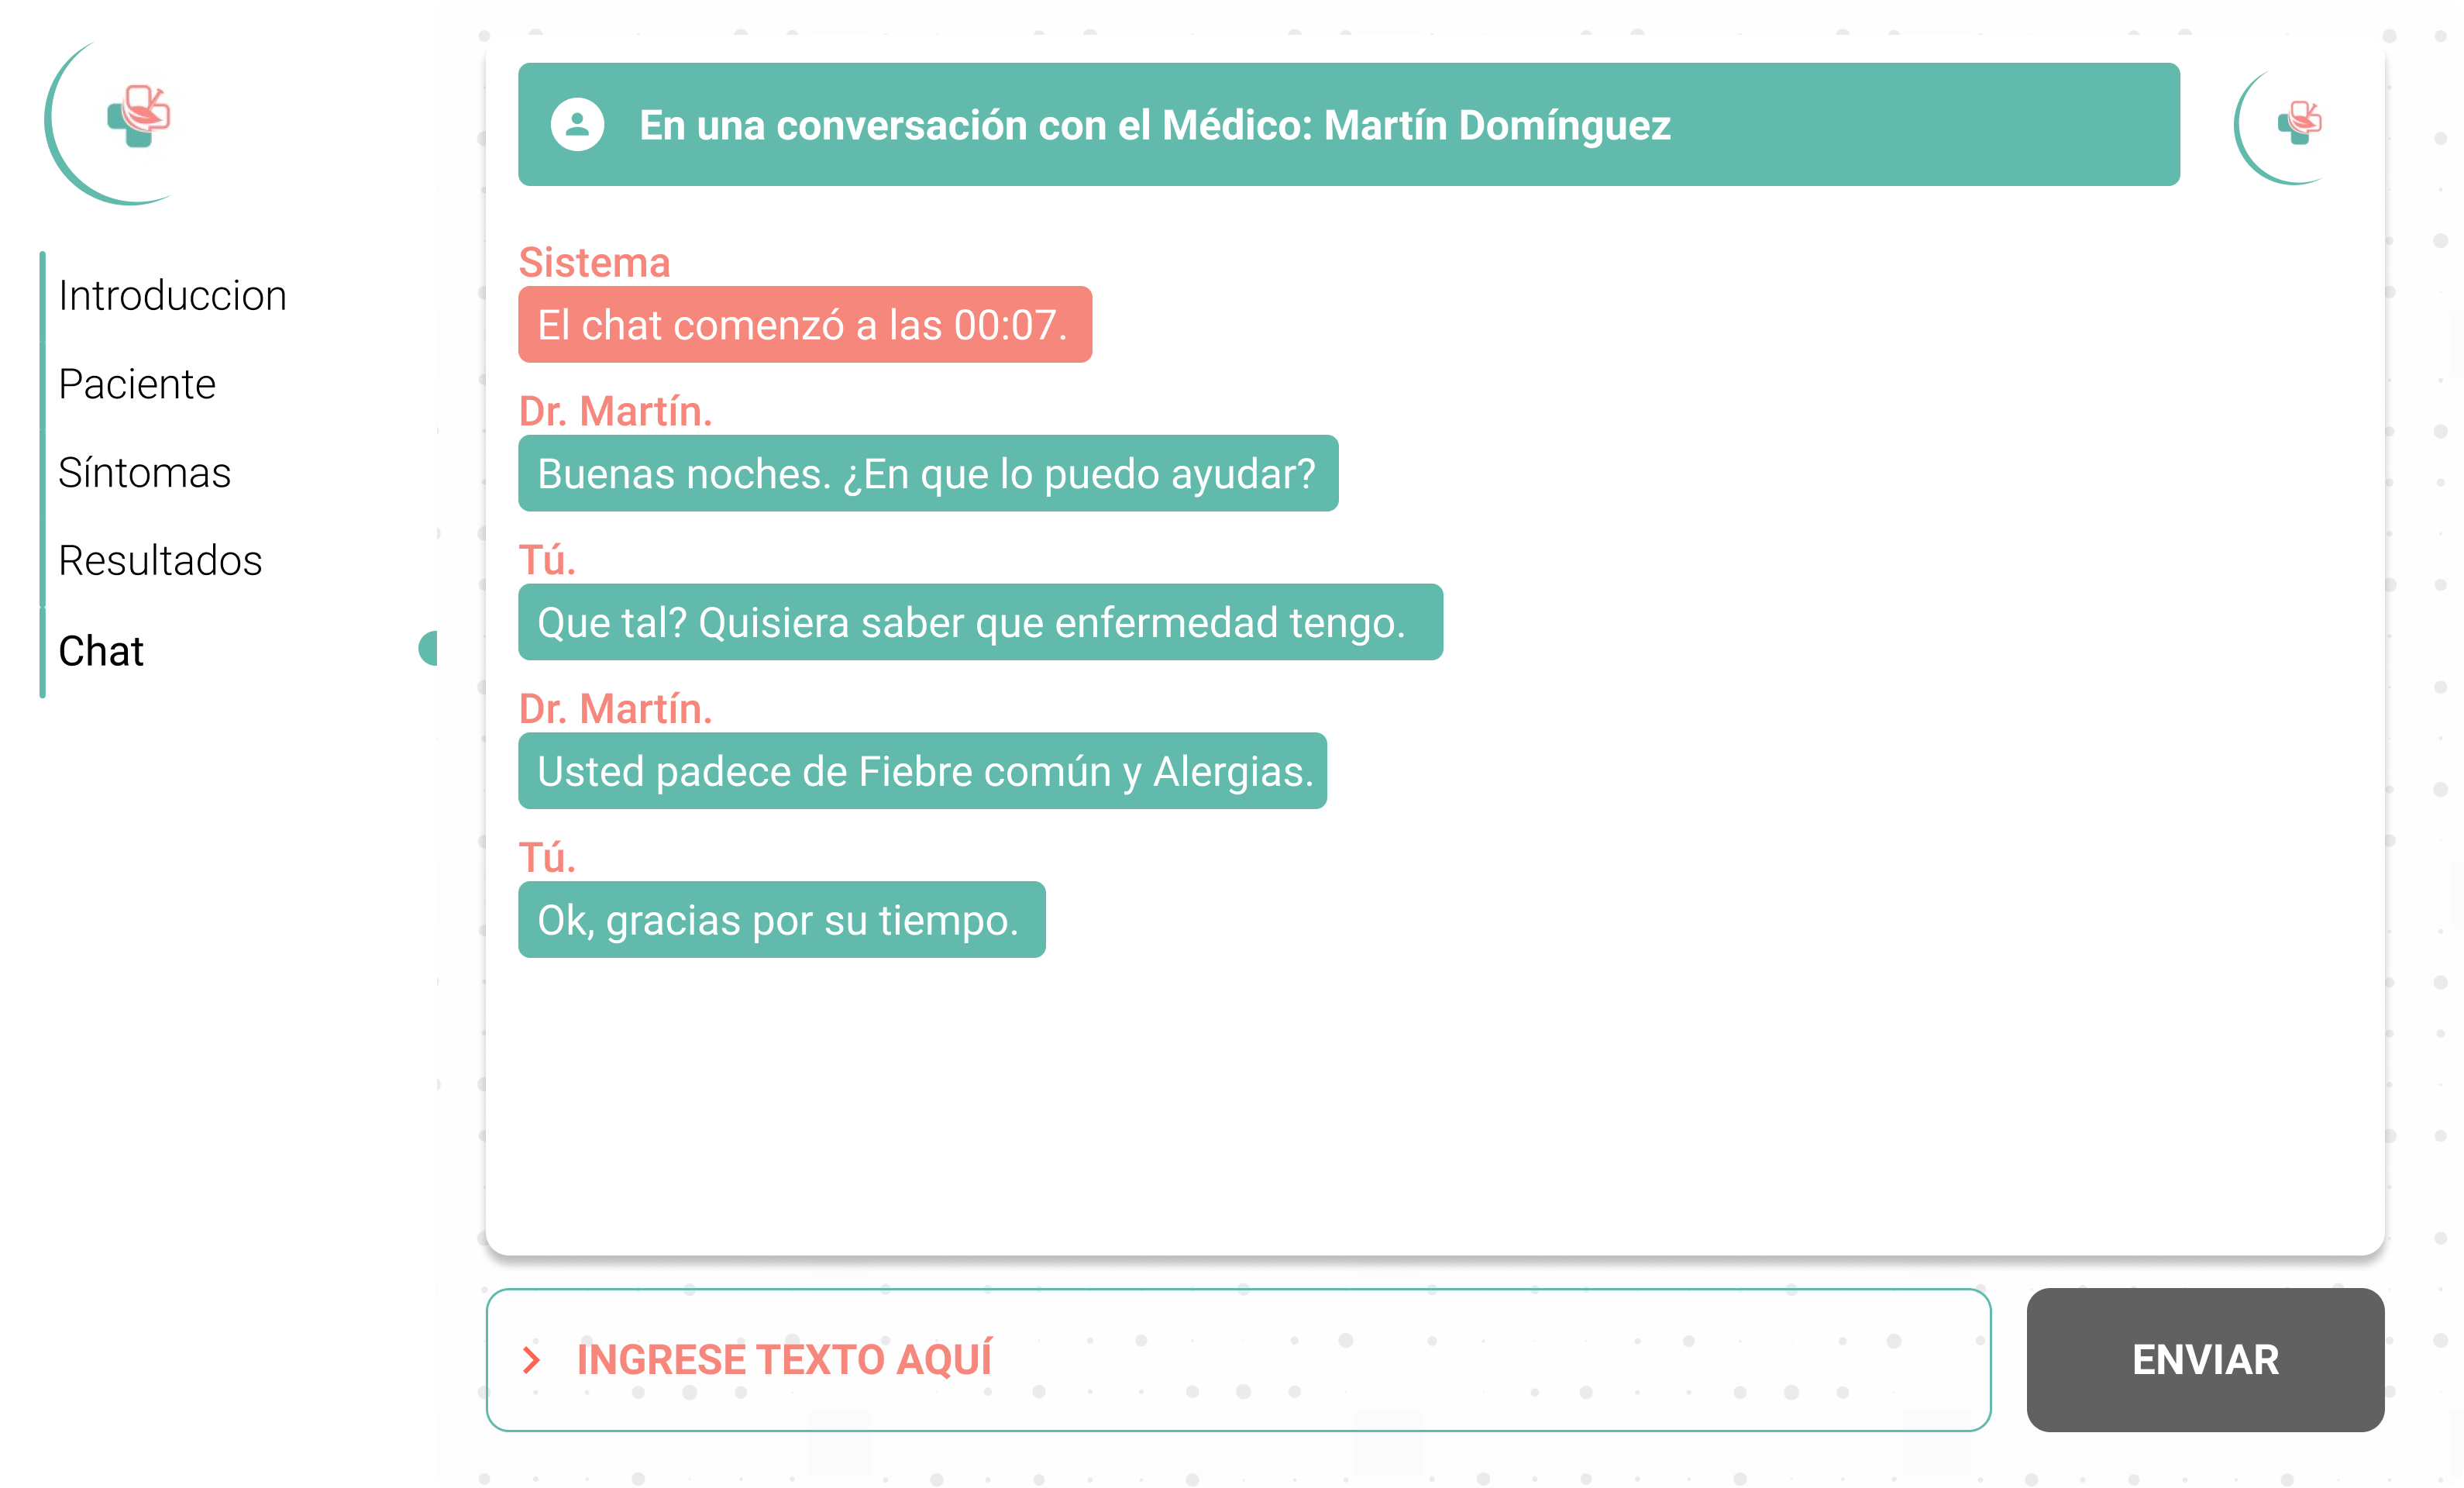 Introduccion
Paciente
Síntomas
Resultados
Chat
En una conversación con el Médico: Martín Domínguez
Sistema
El chat comenzó a las 00:07.
Dr. Martín.
Buenas noches. ¿En que lo puedo ayudar?
Tú.
Que tal? Quisiera saber que enfermedad tengo.
Dr. Martín.
Usted padece de Fiebre común y Alergias.
Tú.
Ok, gracias por su tiempo.
INGRESE TEXTO AQUÍ
ENVIAR